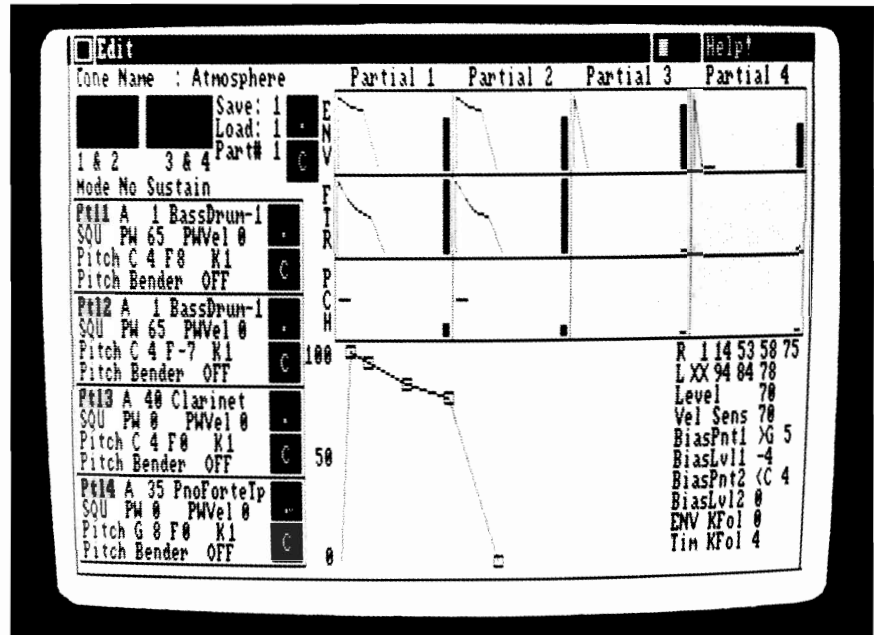 Edit
Help!
Tone Name : Atmosphere
Partial 1 Partial 2 Partial 3 Partial 4
Save: 1
Load: 1
Part# 1
C
1 & 2 3 & 4
Mode No Sustain
ENV
FTR
PCH
Ptl1 A 1 BassDrum-1
SQU PW 65 PWVel 0
Pitch C 4 F8 K1
Pitch Bender OFF
C
Ptl2 A 1 BassDrum-1
SQU PW 65 PWVel 0
Pitch C 4 F-7 K1
Pitch Bender OFF
C
Ptl3 A 40 Clarinet
SQU PW 0 PWVel 0
Pitch C 4 F0 K1
Pitch Bender OFF
C
Ptl4 A 35 PnoForteTp
SQU PW 0 PWVel 0
Pitch G 8 F0 K1
Pitch Bender OFF
C
100
50
0
R 1 14 53 58 75
L XX 94 84 78
Level 70
Vel Sens 70
BiasPnt1 >G 5
BiasLvl1 -4
BiasPnt2 <C 4
BiasLvl2 0
ENV KFol 0
Tim KFol 4